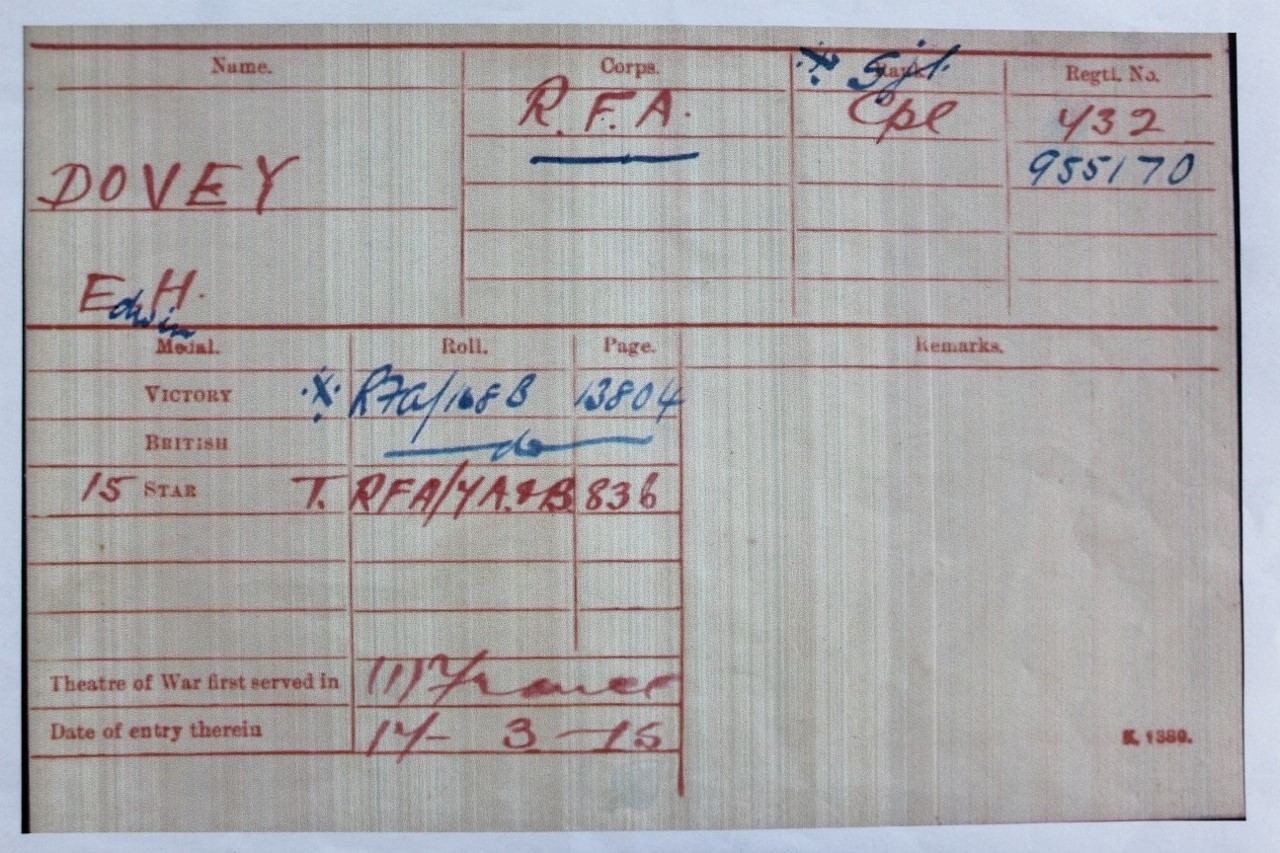 Name. Corps. Rank. Regtl. No.
R.F.A. * Sjt. Cpl 432
955170
DOVEY
E. H.
Edwin
Medal. Roll. Page. Remarks.
VICTORY * RFA/168B 13804
BRITISH do
15 STAR T. RFA/4A.&B 836
Theatre of War first served in (1) France
Date of entry therein 14-3-15
K. 1380.